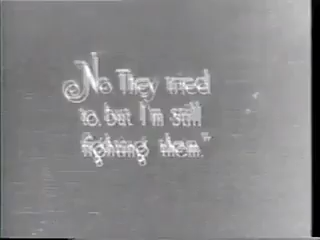 No They tried
to, but I'm still
fighting them."